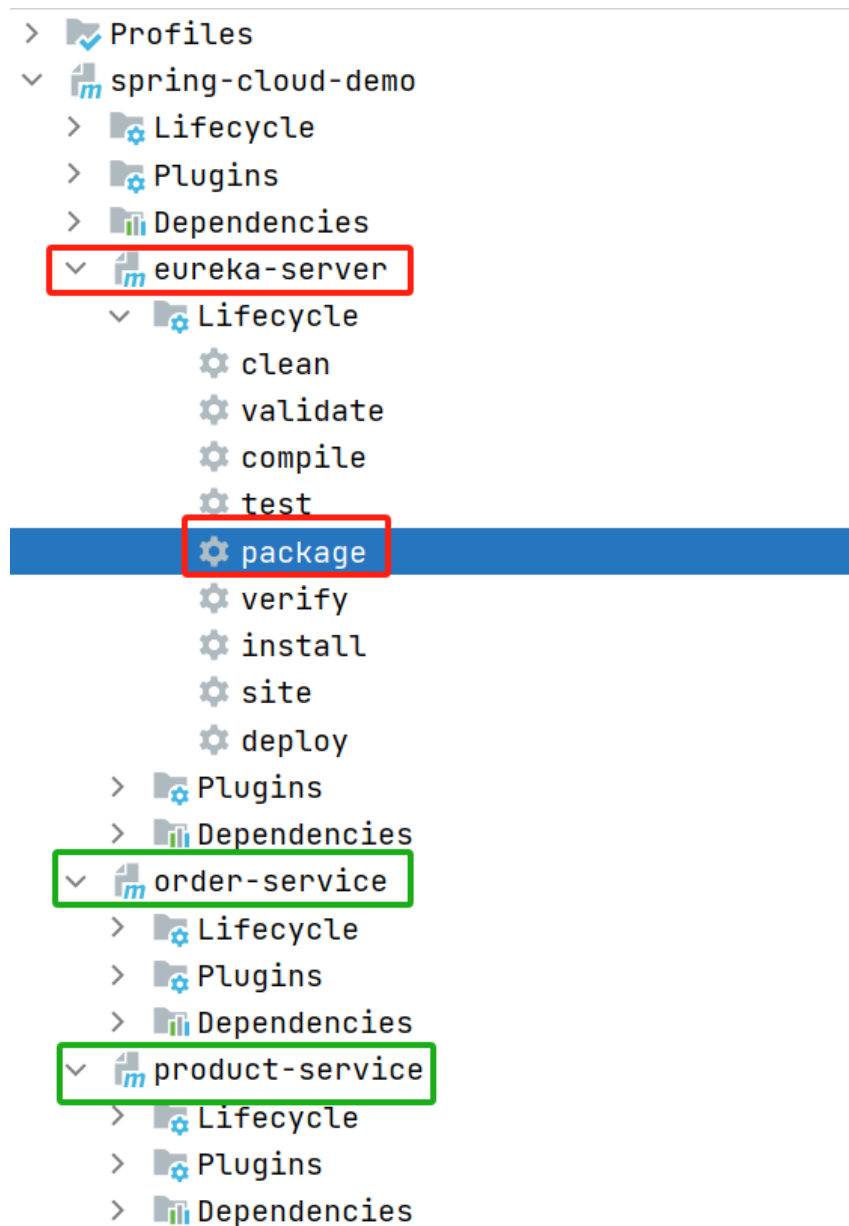 Profiles
spring-cloud-demo
Lifecycle
Plugins
Dependencies
eureka-server
Lifecycle
clean
validate
compile
test
package
verify
install
site
deploy
Plugins
Dependencies
order-service
Lifecycle
Plugins
Dependencies
product-service
Lifecycle
Plugins
Dependencies